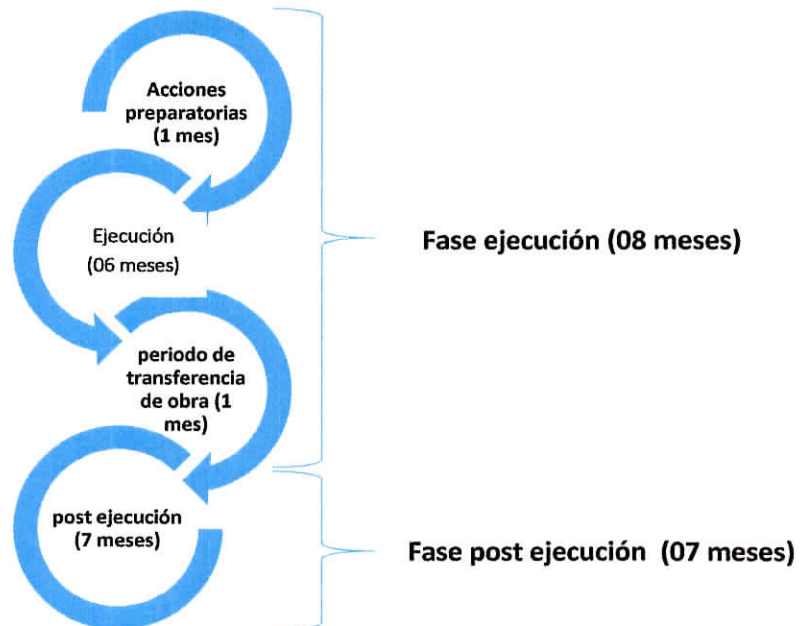 Acciones
preparatorias
(1 mes)
Ejecución
(06 meses)
Fase ejecución (08 meses)
periodo de
transferencia
de obra (1
mes)
post ejecución
(7 meses)
Fase post ejecución (07 meses)